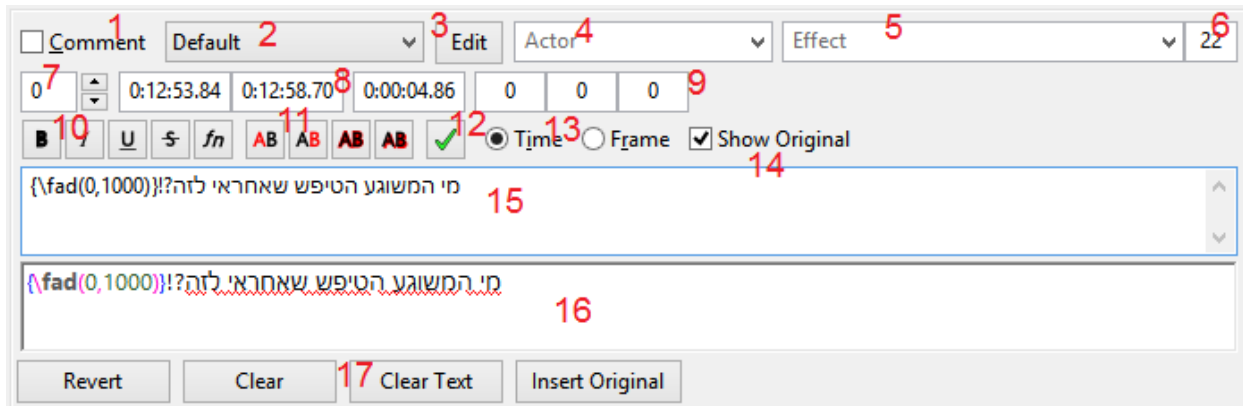 1 2 3 4 5 6
Comment Default Edit Actor Effect 22
7 8 9
0 0:12:53.84 0:12:58.70 0:00:04.86 0 0 0
10 11 12 13
B I U S fn AB AB AB AB Time Frame Show Original
14
{\fad(0,1000)}מי המשוגע הטיפש שאחראי לזה?!
15
{\fad(0,1000)}מי המשוגע הטיפש שאחראי לזה?!
16
17
Revert Clear Clear Text Insert Original